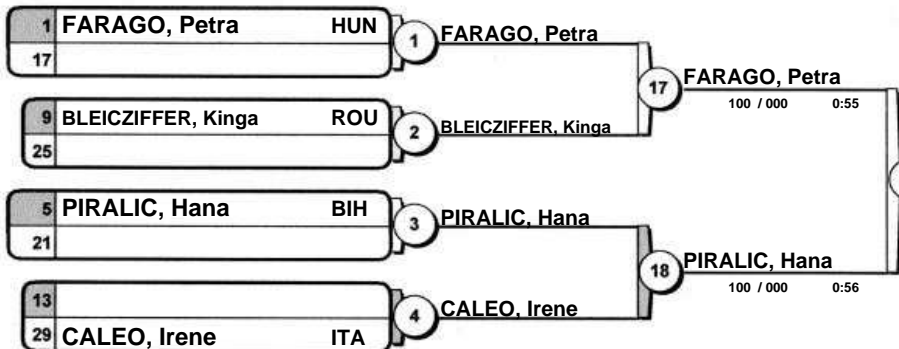 1 FARAGO, Petra HUN
17
1 FARAGO, Petra
9 BLEICZIFFER, Kinga ROU
25
2 BLEICZIFFER, Kinga
17 FARAGO, Petra
100 / 000 0:55
5 PIRALIC, Hana BIH
21
3 PIRALIC, Hana
13
29 CALEO, Irene ITA
4 CALEO, Irene
18 PIRALIC, Hana
100 / 000 0:56